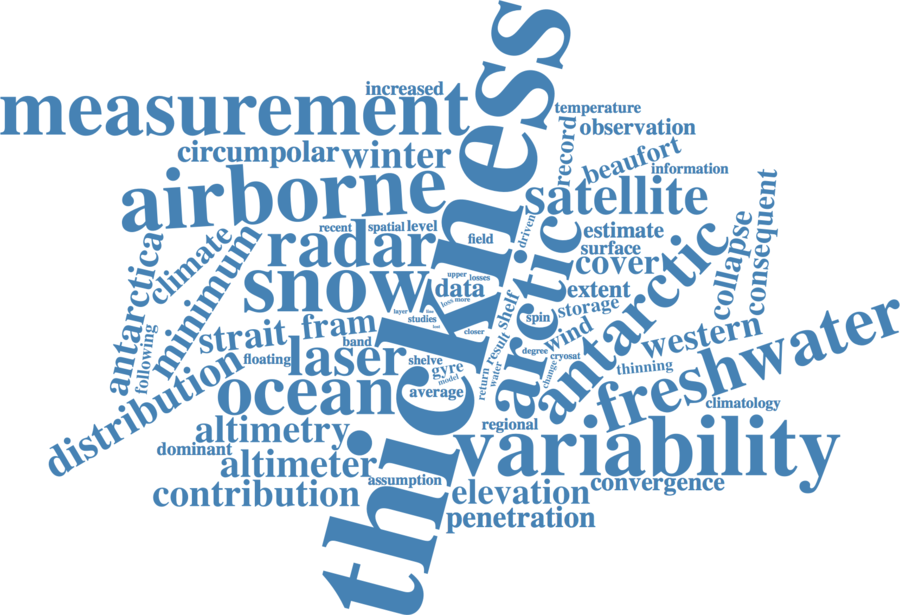 thickness
increased
measurement
temperature
record
observation
circumpolar
winter
beaufort
information
airborne
satellite
consequent
recent
spatial
level
field
driven
estimate
collapse
antarctica
climate
minimum
radar
surface
arctic
cover
antarctic
snow
upper
losses
data
extent
loss
more
shelf
storage
layer
studies
spin
wind
following
strait
fram
band
closer
result
western
freshwater
floating
laser
shelve
gyre
model
degree
cryosat
change
thinning
distribution
ocean
average
return
water
climatology
altimetry
regional
variability
dominant
altimeter
assumption
contribution
elevation
convergence
penetration